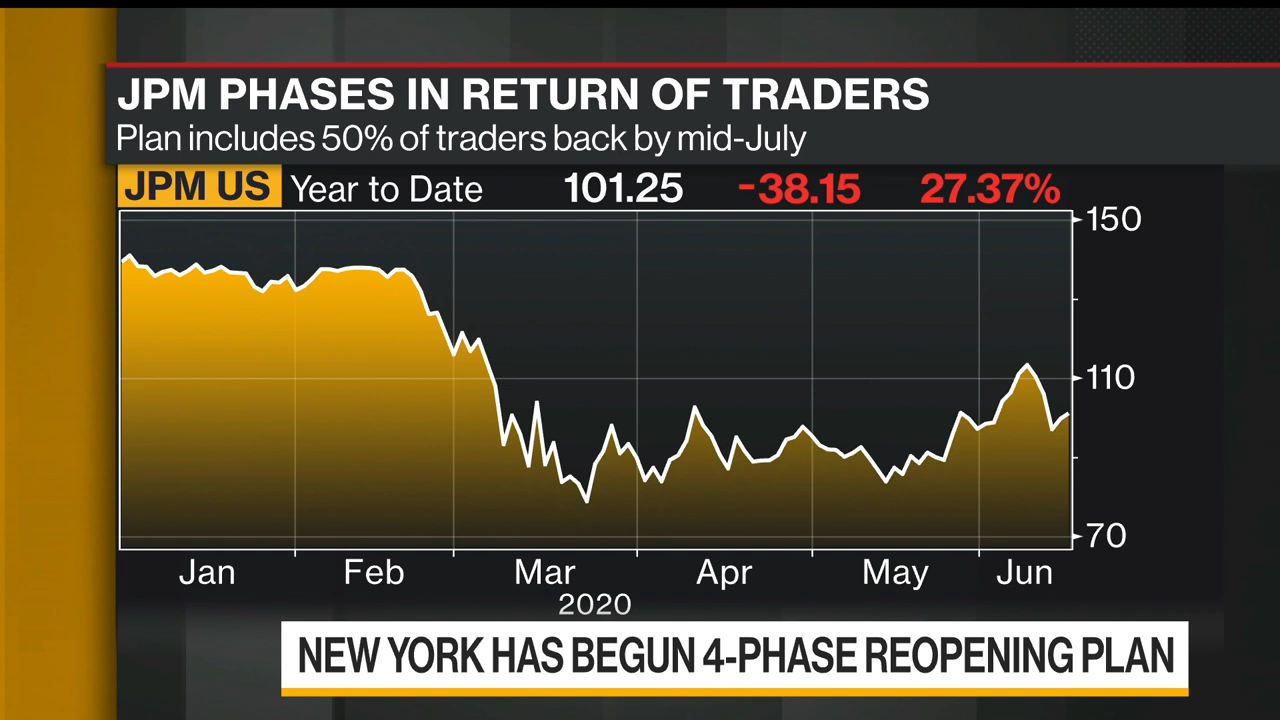 JPM PHASES IN RETURN OF TRADERS
Plan includes 50% of traders back by mid-July
JPM US Year to Date 101.25 -38.15 27.37%
150
110
70
Jan Feb Mar Apr May Jun
2020
NEW YORK HAS BEGUN 4-PHASE REOPENING PLAN